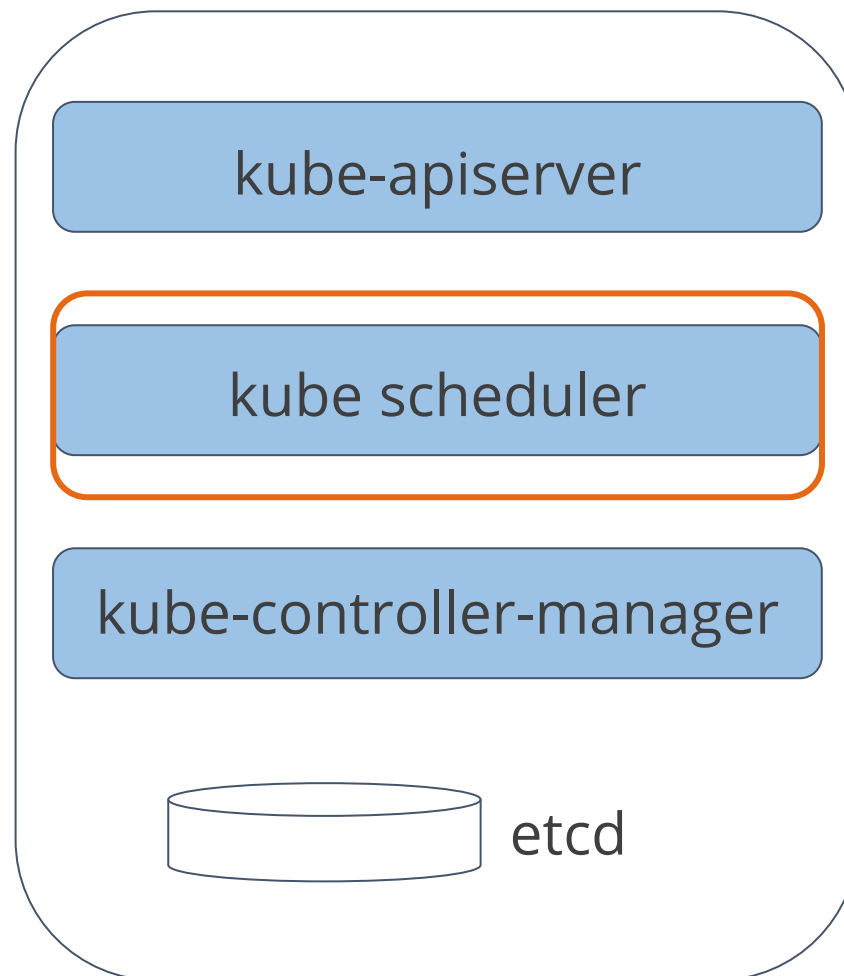 kube-apiserver
kube scheduler
kube-controller-manager
etcd